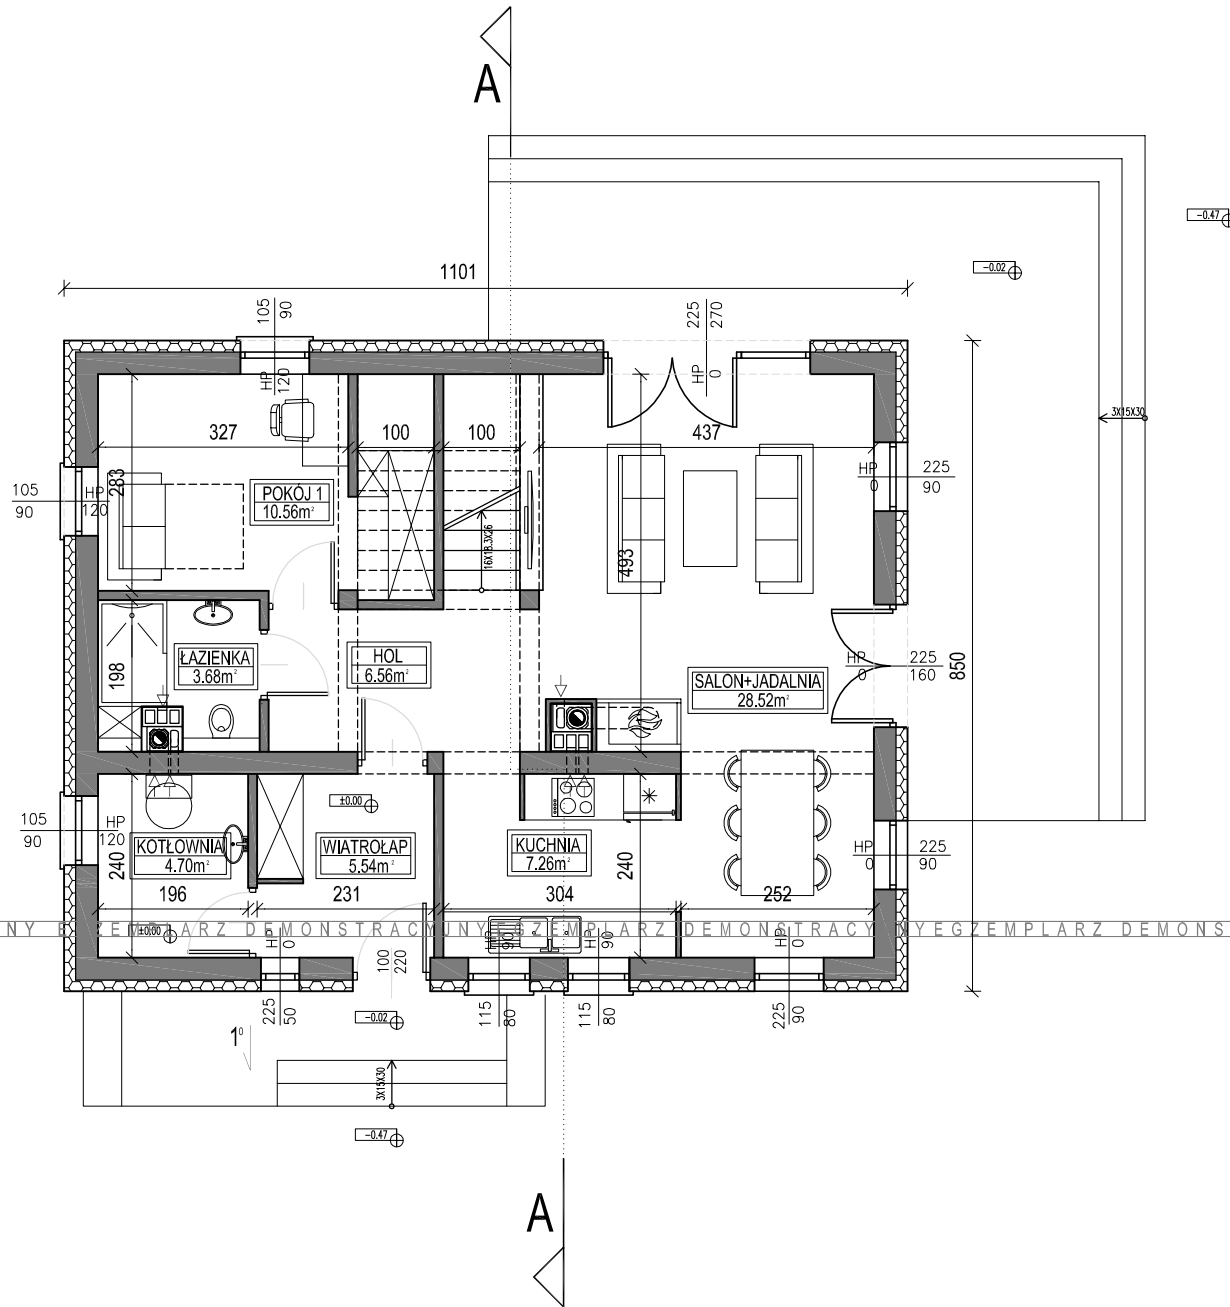 A
-0.47
-0.02
1101
105
90
225
270
HP
120
HP
0
3X15X30
327
100
100
437
283
HP
0
225
90
105
90
HP
120
POKÓJ 1
10.56m²
16X18.3X26
493
198
ŁAZIENKA
3.68m²
HOL
6.56m²
HP
0
225
160
850
SALON+JADALNIA
28.52m²
±0.00
105
90
HP
120
KOTŁOWNIA
4.70m²
WIATROŁAP
5.54m²
KUCHNIA
7.26m²
240
240
HP
0
225
90
196
231
304
252
NY EGZEMPLARZ DEMONSTRACYJNY EGZEMPLARZ DEMONSTRACYJNY EGZEMPLARZ DEMONS
±0.00
HP
0
HP
90
HP
90
HP
0
100
220
225
50
115
80
115
80
225
90
-0.02
1⁰
3X15X30
-0.47
A